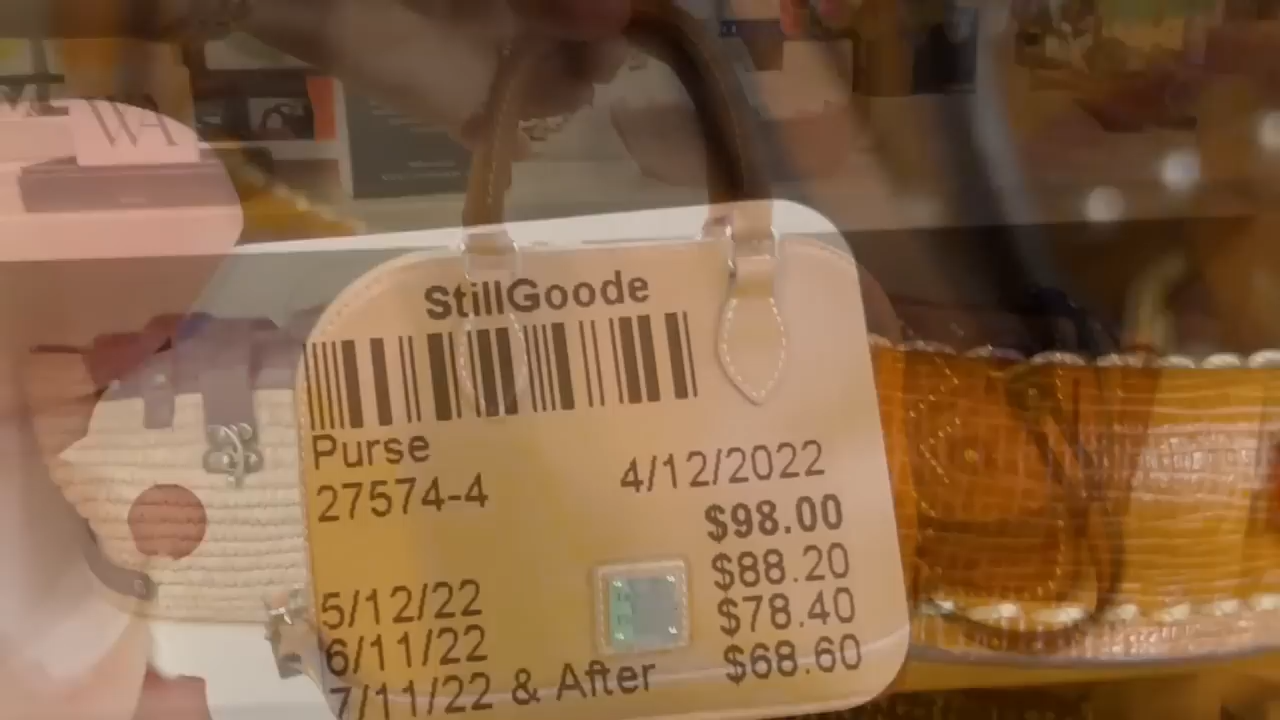 WA
StillGoode
Purse
27574-4 4/12/2022
$98.00
5/12/22 $88.20
6/11/22 $78.40
7/11/22 & After $68.60